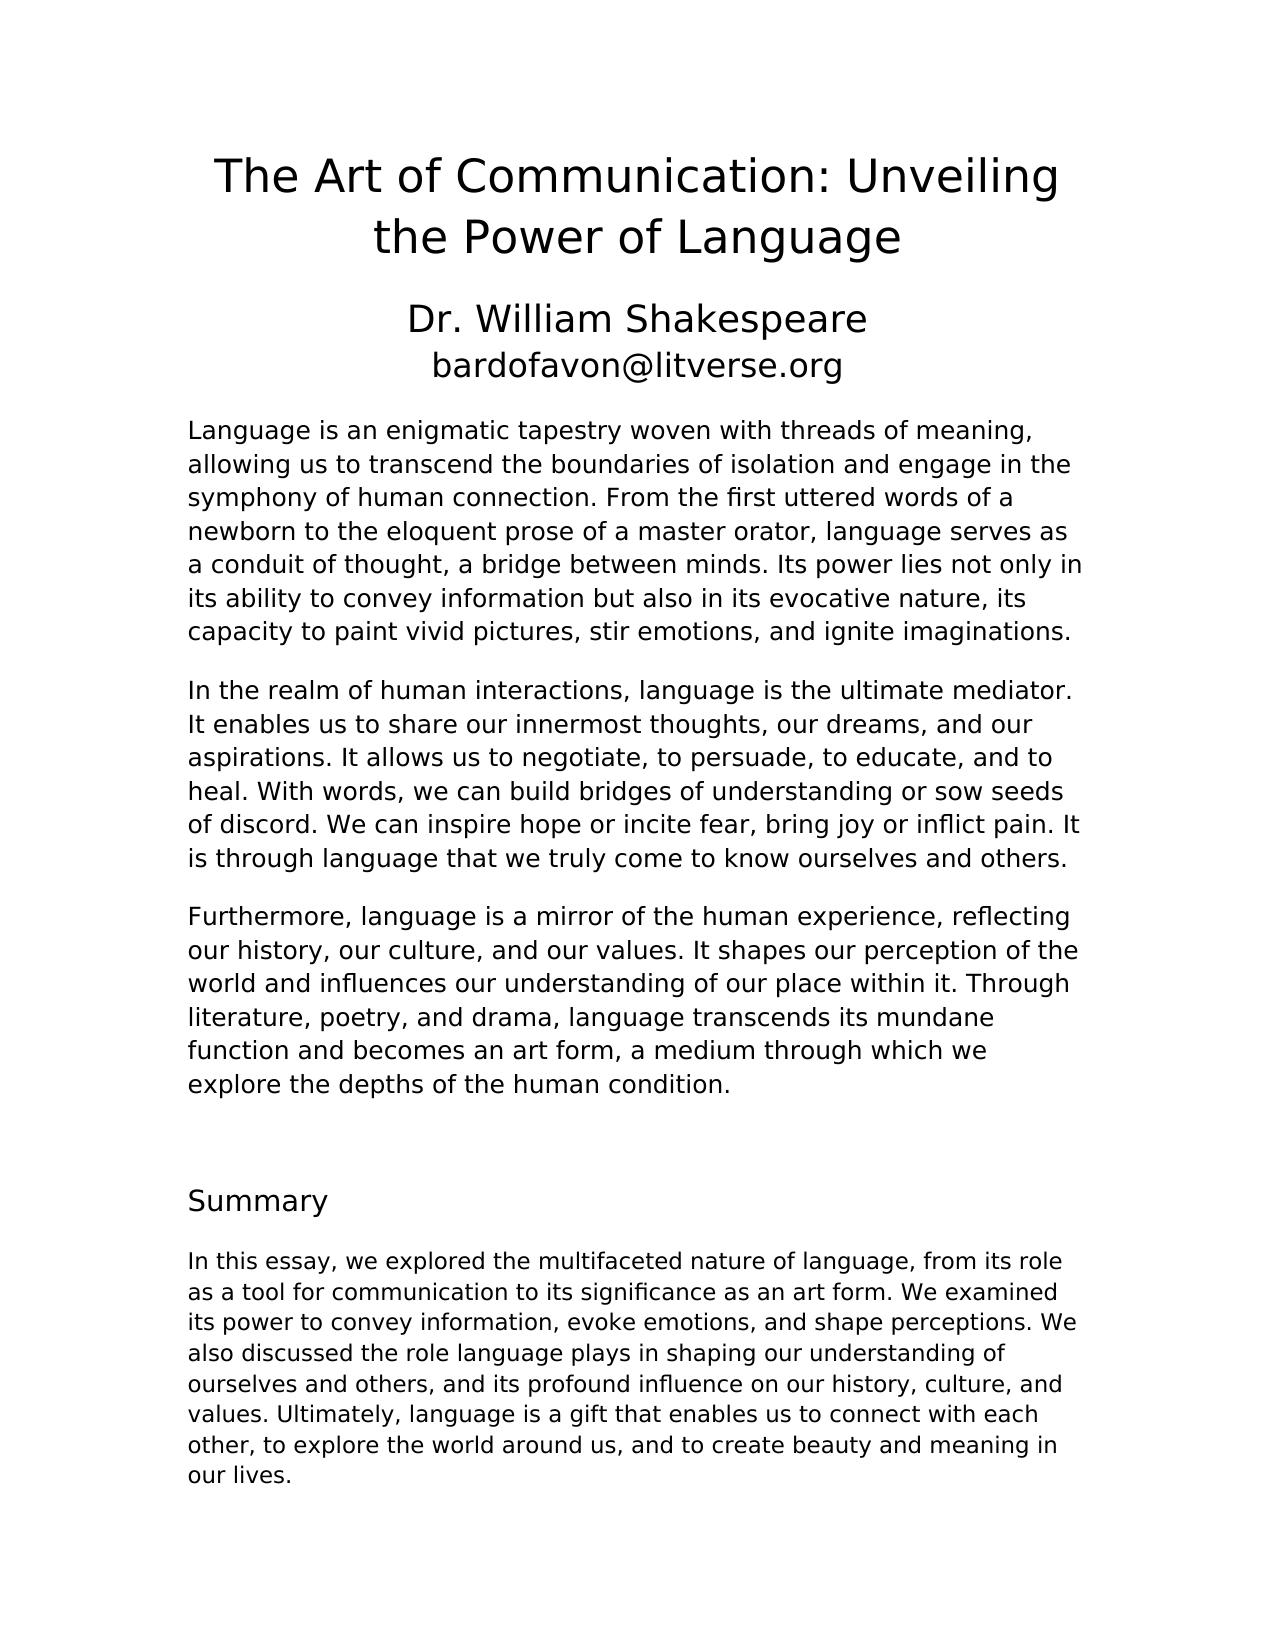 The Art of Communication: Unveiling
the Power of Language
Dr. William Shakespeare
bardofavon@litverse.org
Language is an enigmatic tapestry woven with threads of meaning,
allowing us to transcend the boundaries of isolation and engage in the
symphony of human connection. From the first uttered words of a
newborn to the eloquent prose of a master orator, language serves as
a conduit of thought, a bridge between minds. Its power lies not only in
its ability to convey information but also in its evocative nature, its
capacity to paint vivid pictures, stir emotions, and ignite imaginations.
In the realm of human interactions, language is the ultimate mediator.
It enables us to share our innermost thoughts, our dreams, and our
aspirations. It allows us to negotiate, to persuade, to educate, and to
heal. With words, we can build bridges of understanding or sow seeds
of discord. We can inspire hope or incite fear, bring joy or inflict pain. It
is through language that we truly come to know ourselves and others.
Furthermore, language is a mirror of the human experience, reflecting
our history, our culture, and our values. It shapes our perception of the
world and influences our understanding of our place within it. Through
literature, poetry, and drama, language transcends its mundane
function and becomes an art form, a medium through which we
explore the depths of the human condition.
Summary
In this essay, we explored the multifaceted nature of language, from its role
as a tool for communication to its significance as an art form. We examined
its power to convey information, evoke emotions, and shape perceptions. We
also discussed the role language plays in shaping our understanding of
ourselves and others, and its profound influence on our history, culture, and
values. Ultimately, language is a gift that enables us to connect with each
other, to explore the world around us, and to create beauty and meaning in
our lives.